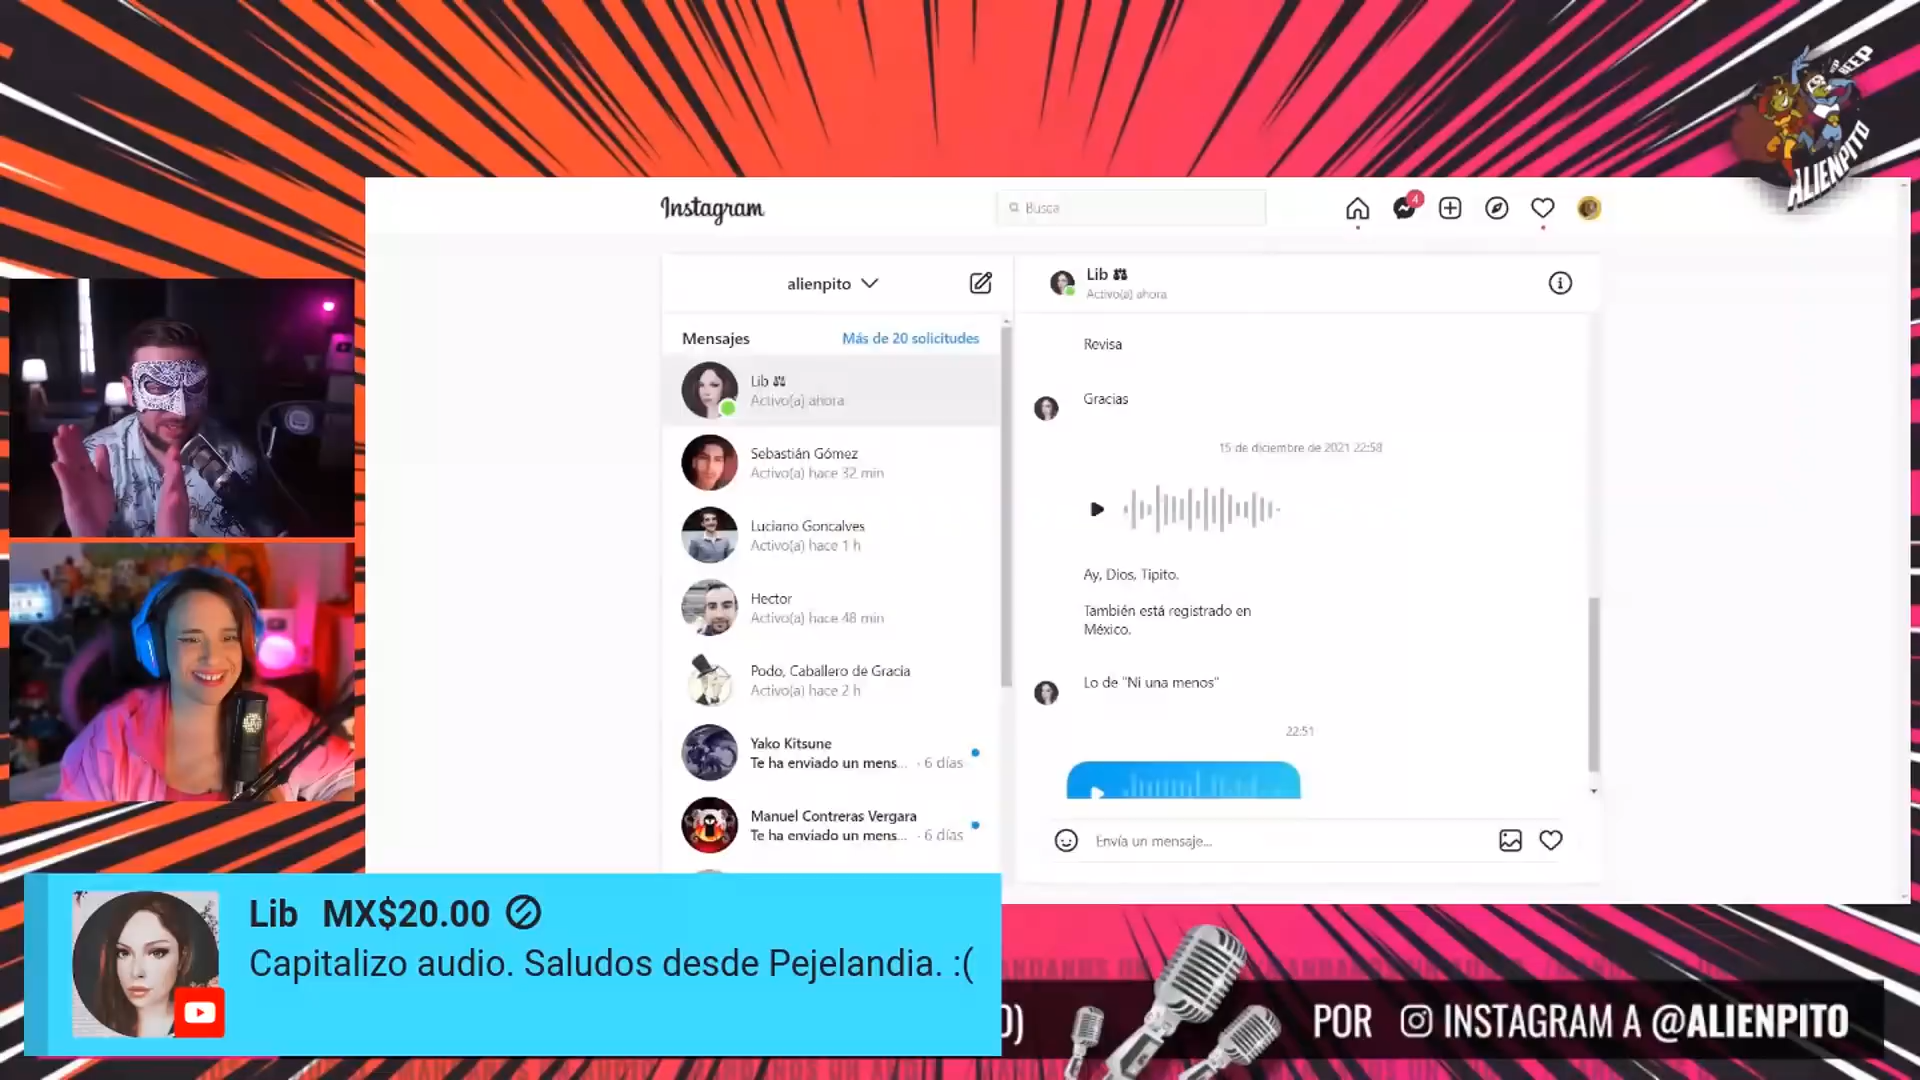 BEEP
ALIENPITO
Instagram
Busca
4
alienpito
Lib
Activo(a) ahora
Mensajes
Más de 20 solicitudes
Lib
Activo(a) ahora
Sebastián Gómez
Activo(a) hace 32 min
Luciano Goncalves
Activo(a) hace 1 h
Hector
Activo(a) hace 48 min
Podo, Caballero de Gracia
Activo(a) hace 2 h
Yako Kitsune
Te ha enviado un mens... · 6 días
Manuel Contreras Vergara
Te ha enviado un mens... · 6 días
Revisa
Gracias
15 de diciembre de 2021 22:58
Ay, Dios, Tipito.
También está registrado en
México.
Lo de "Ni una menos"
22:51
Envía un mensaje...
Lib MX$20.00
Capitalizo audio. Saludos desde Pejelandia. :(
O)
POR INSTAGRAM A @ALIENPITO